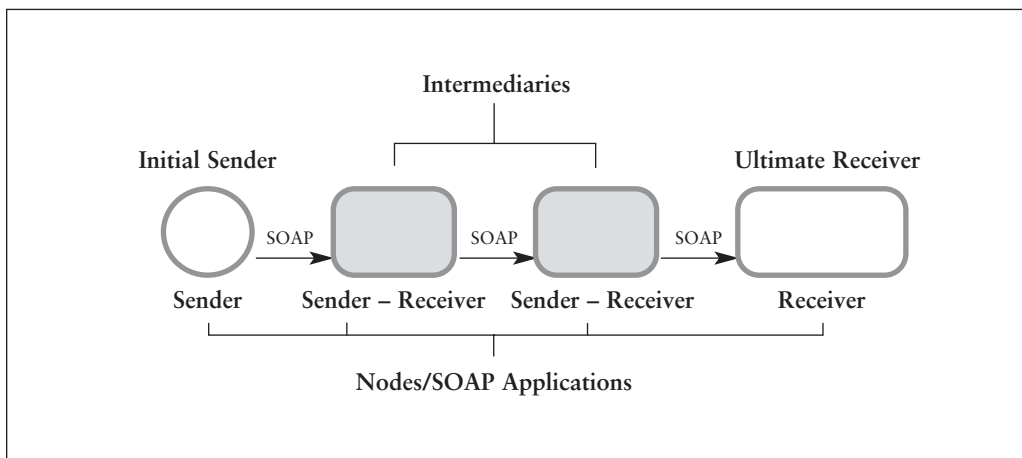 Intermediaries
Initial Sender
Ultimate Receiver
SOAP
SOAP
SOAP
Sender
Sender – Receiver
Sender – Receiver
Receiver
Nodes/SOAP Applications